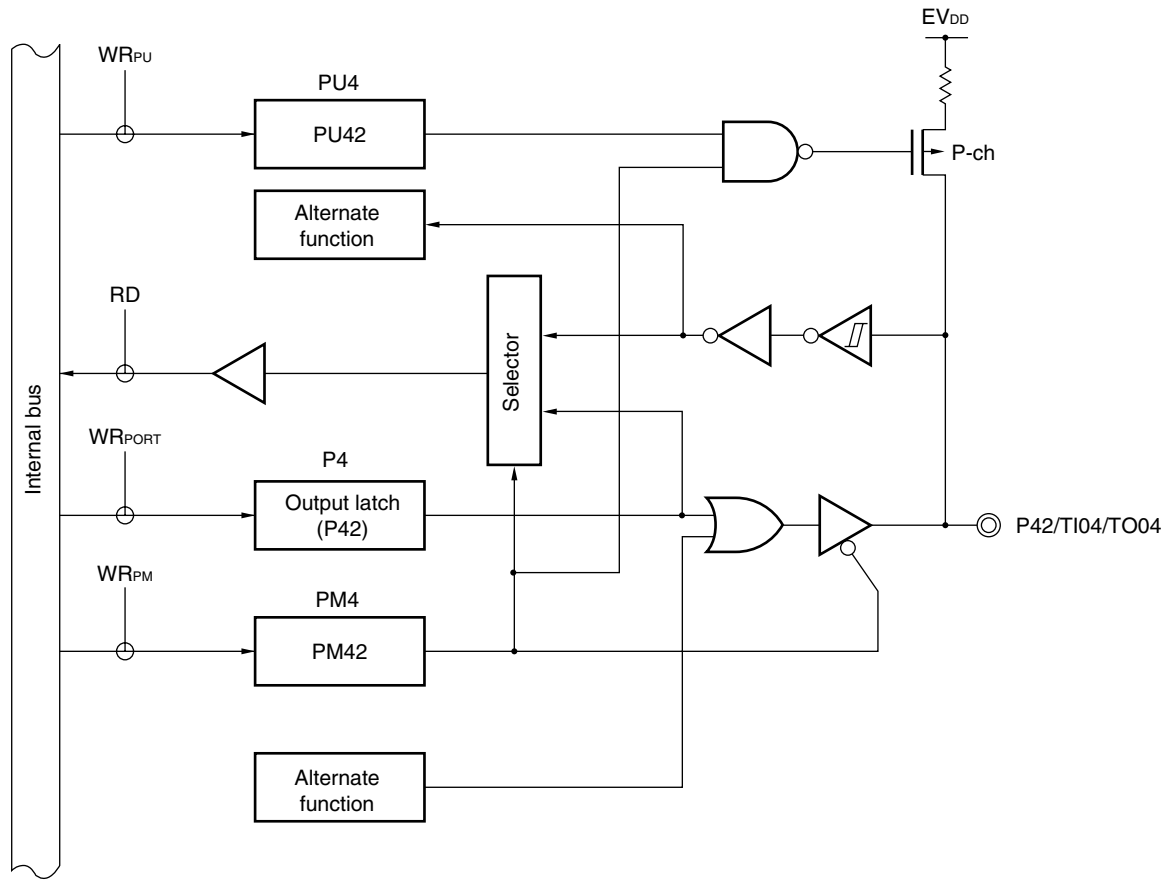 EVDD
WRPU
PU4
PU42
P-ch
Alternate
function
RD
Selector
Internal bus
WRPORT
P4
Output latch
(P42)
P42/TI04/TO04
WRPM
PM4
PM42
Alternate
function